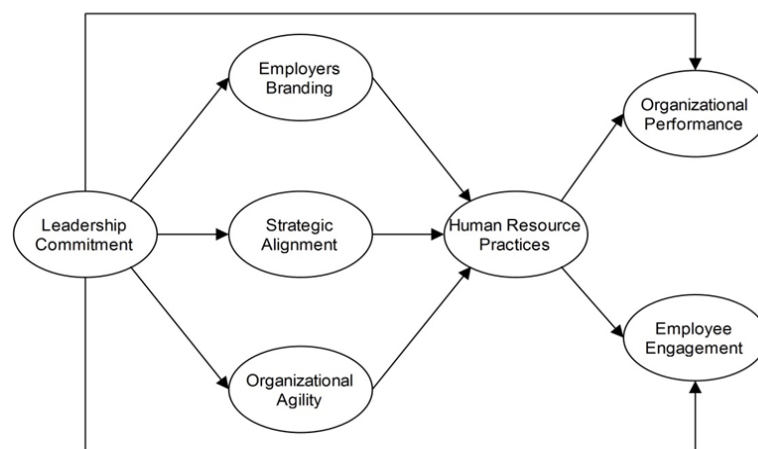 Employers
Branding
Organizational
Performance
Leadership
Commitment
Strategic
Alignment
Human Resource
Practices
Employee
Engagement
Organizational
Agility